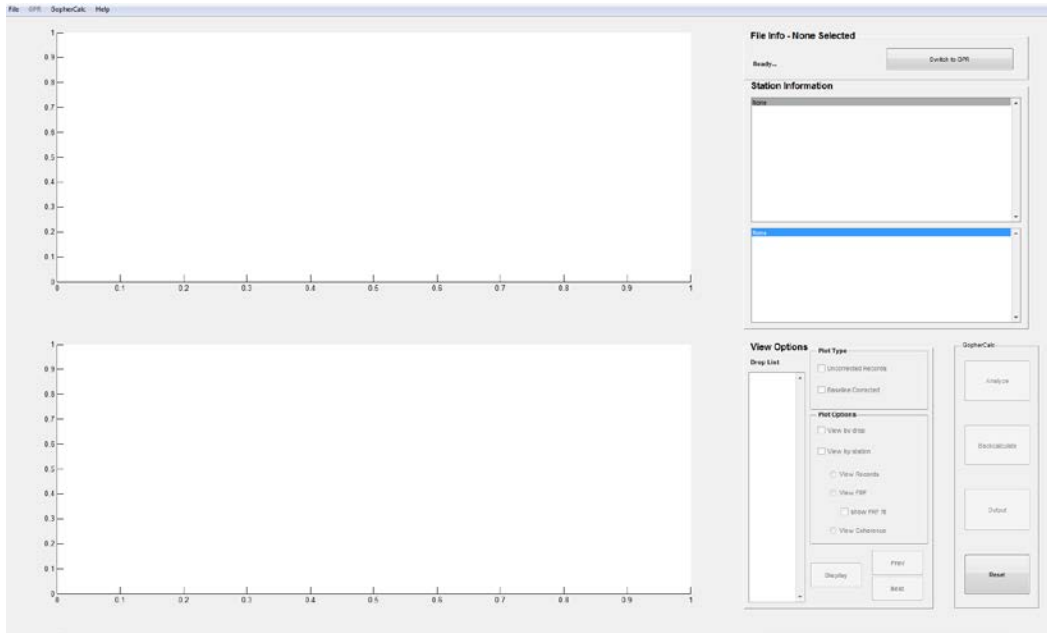 File GPR GopherCalc Help
File Info - None Selected
Ready...
Switch to GPR
Station Information
None
None
1
0.9
0.8
0.7
0.6
0.5
0.4
0.3
0.2
0.1
0
0 0.1 0.2 0.3 0.4 0.5 0.6 0.7 0.8 0.9 1
1
0.9
0.8
0.7
0.6
0.5
0.4
0.3
0.2
0.1
0
0 0.1 0.2 0.3 0.4 0.5 0.6 0.7 0.8 0.9 1
View Options
Drop List
Plot Type
Uncorrected Records
Baseline Corrected
Plot Options
View by drop
View by station
View Records
View FRF
Show FRF fit
View Coherence
Display
Prev
Next
GopherCalc
Analyze
Backcalculate
Output
Reset